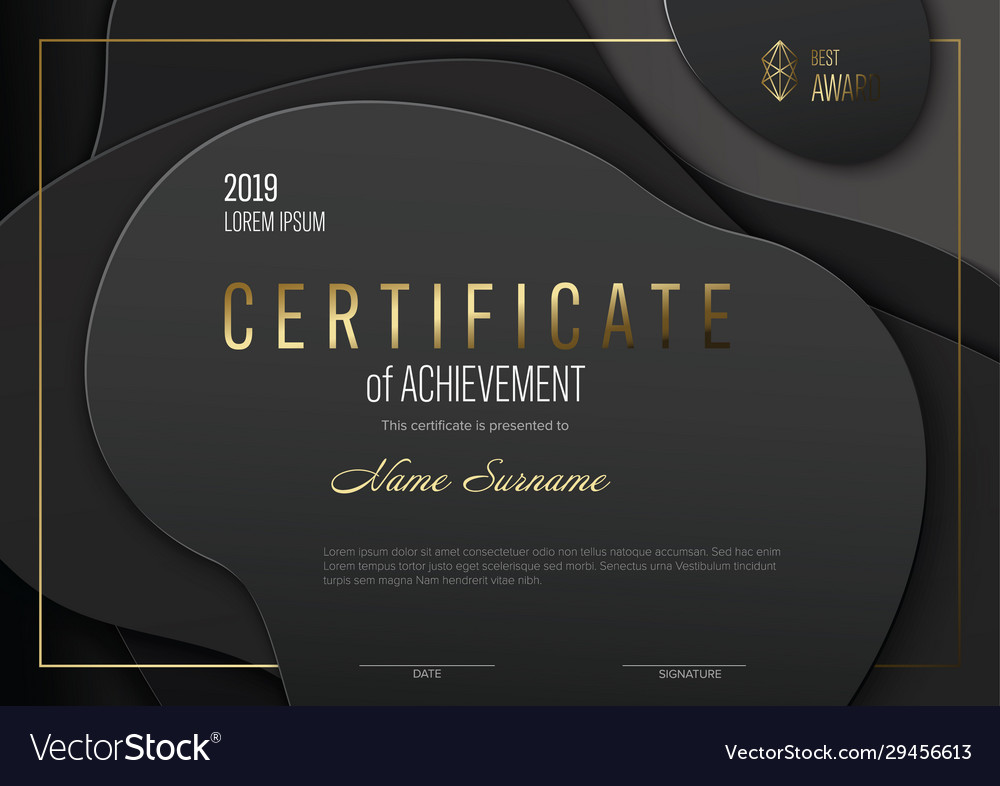 BEST
AWARD
2019
LOREM IPSUM
CERTIFICATE
of ACHIEVEMENT
This certificate is presented to
Name Surname
Lorem ipsum dolor sit amet consectetuer odio non tellus natoque accumsan. Sed hac enim
Lorem tortor tempor justo eget scelerisque sed morbi. Senectus urna Vestibulum tincidunt
turpis sem magna Nam hendrerit vitae nibh.
DATE
SIGNATURE
VectorStock®
VectorStock.com/29456613